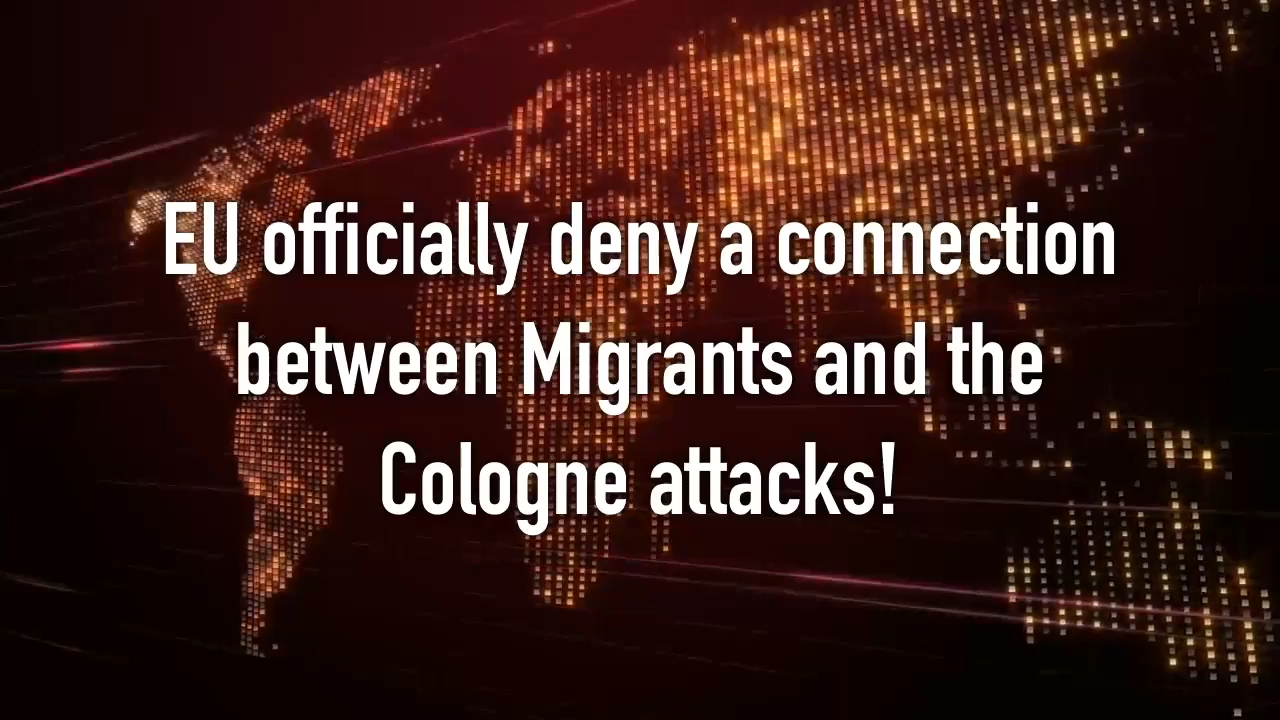 EU officially deny a connection
between Migrants and the
Cologne attacks!